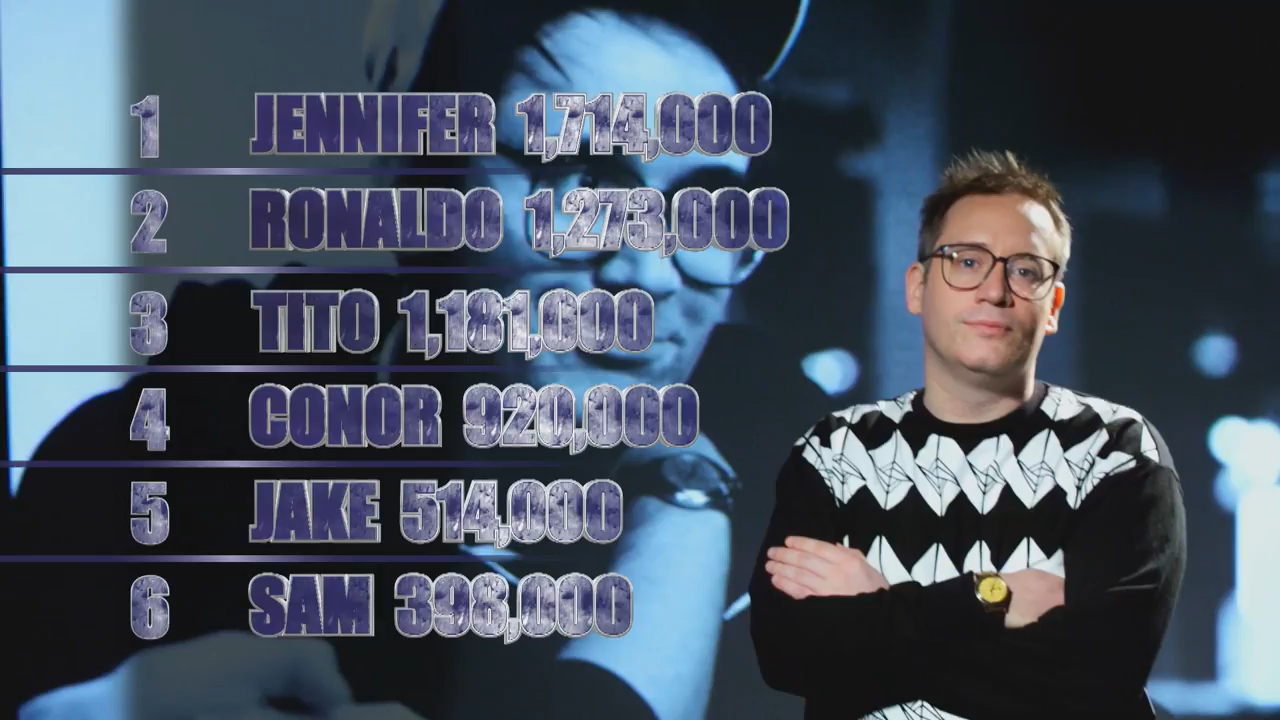 1 JENNIFER 1,714,000
2 RONALDO 1,273,000
3 TITO 1,181,000
4 CONOR 920,000
5 JAKE 514,000
6 SAM 398,000